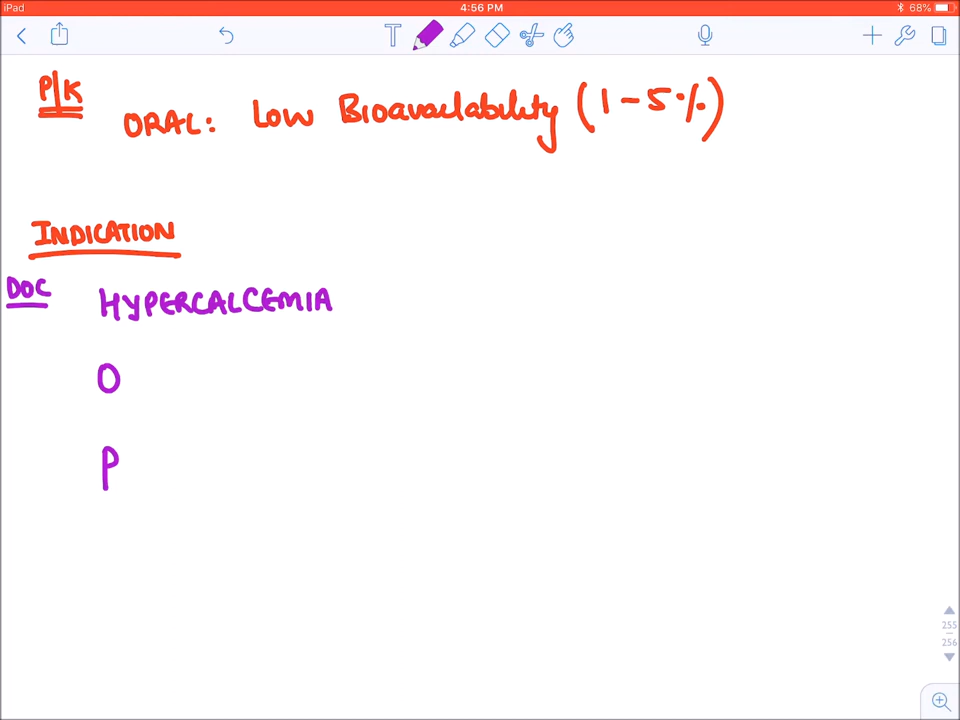 iPad 4:56 PM 68%
T
P/K
ORAL: Low Bioavailability (1-5%)
INDICATION
DOC HYPERCALCEMIA
O
P
255
256